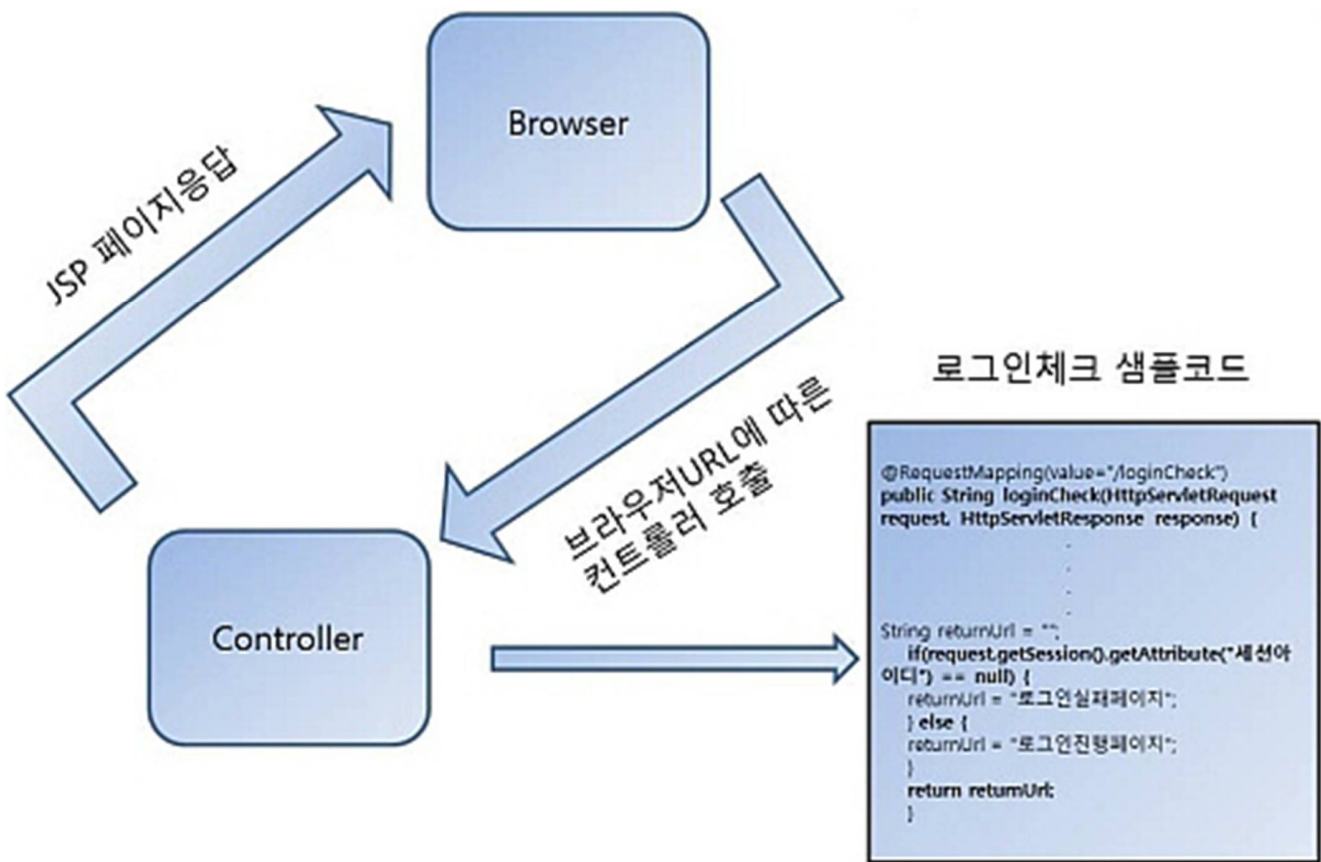 Browser
JSP 페이지응답
브라우저URL에 따른
컨트롤러 호출
Controller
로그인체크 샘플코드
@RequestMapping(value="/loginCheck")
public String loginCheck(HttpServletRequest
request, HttpServletResponse response) {
.
.
.
.
String returnUrl = "";
if(request.getSession().getAttribute("세션아
이디") == null) {
returnUrl = "로그인실패페이지";
} else {
returnUrl = "로그인진행페이지";
}
return returnUrl;
}